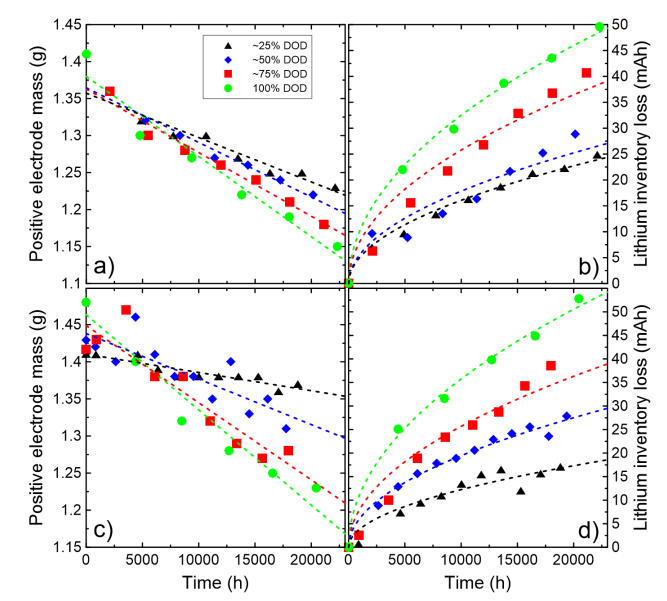 ~25% DOD
~50% DOD
~75% DOD
100% DOD
Positive electrode mass (g)
1.45
1.4
1.35
1.3
1.25
1.2
1.15
1.1
a)
b)
50
45
40
35
30
25
20
15
10
5
0
Lithium inventory loss (mAh)
Positive electrode mass (g)
1.45
1.4
1.35
1.3
1.25
1.2
1.15
c)
d)
50
45
40
35
30
25
20
15
10
5
0
Lithium inventory loss (mAh)
0 5000 10000 15000 20000 0 5000 10000 15000 20000
Time (h) Time (h)